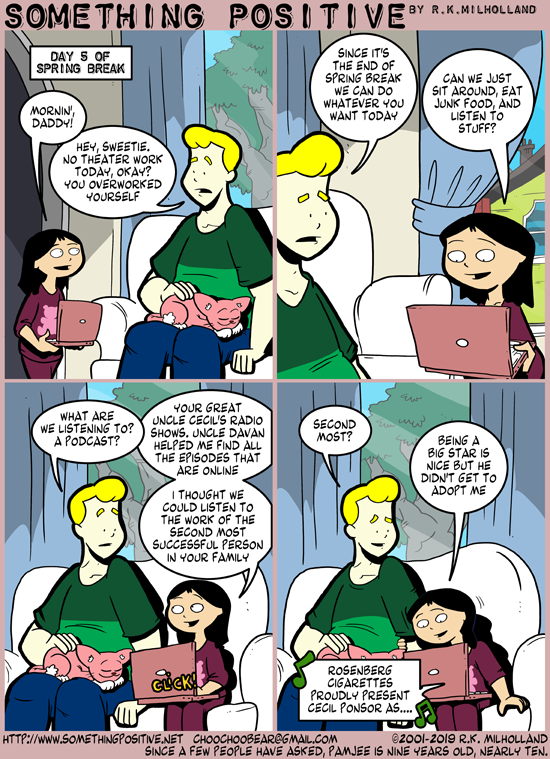 SOMETHING POSITIVE BY R.K.MILHOLLAND
DAY 5 OF
SPRING BREAK
MORNIN',
DADDY!
HEY, SWEETIE.
NO THEATER WORK
TODAY, OKAY?
YOU OVERWORKED
YOURSELF
SINCE IT'S
THE END OF
SPRING BREAK
WE CAN DO
WHATEVER YOU
WANT TODAY
CAN WE JUST
SIT AROUND, EAT
JUNK FOOD, AND
LISTEN TO
STUFF?
WHAT ARE
WE LISTENING TO?
A PODCAST?
YOUR GREAT
UNCLE CECIL'S RADIO
SHOWS. UNCLE DAVAN
HELPED ME FIND ALL
THE EPISODES THAT
ARE ONLINE
I THOUGHT WE
COULD LISTEN TO
THE WORK OF THE
SECOND MOST
SUCCESSFUL PERSON
IN YOUR FAMILY
CLICK!
SECOND
MOST?
BEING A
BIG STAR IS
NICE BUT HE
DIDN'T GET TO
ADOPT ME
ROSENBERG
CIGARETTES
PROUDLY PRESENT
CECIL PONSOR AS....
HTTP://WWW.SOMETHINGPOSITIVE.NET CHOOCHOOBEAR@GMAIL.COM ©2001-2019 R.K. MILHOLLAND
SINCE A FEW PEOPLE HAVE ASKED, PAMJEE IS NINE YEARS OLD, NEARLY TEN.